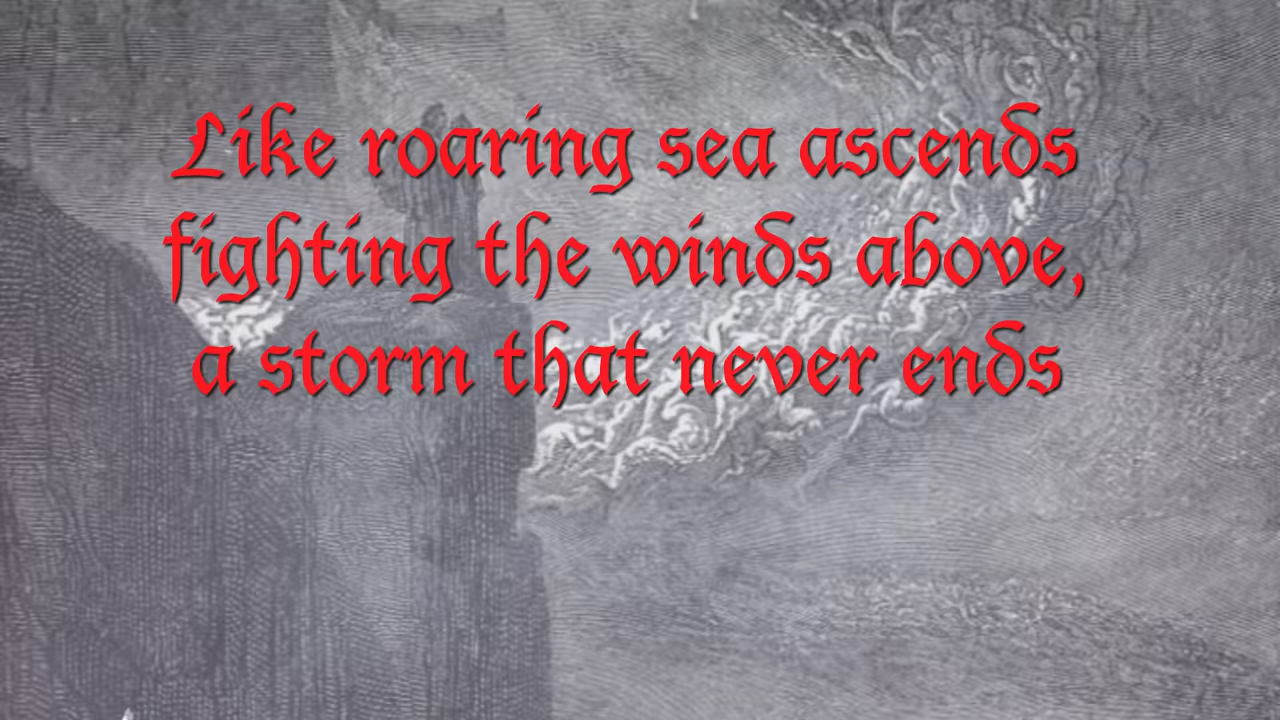 Like roaring sea ascends
fighting the winds above,
a storm that never ends